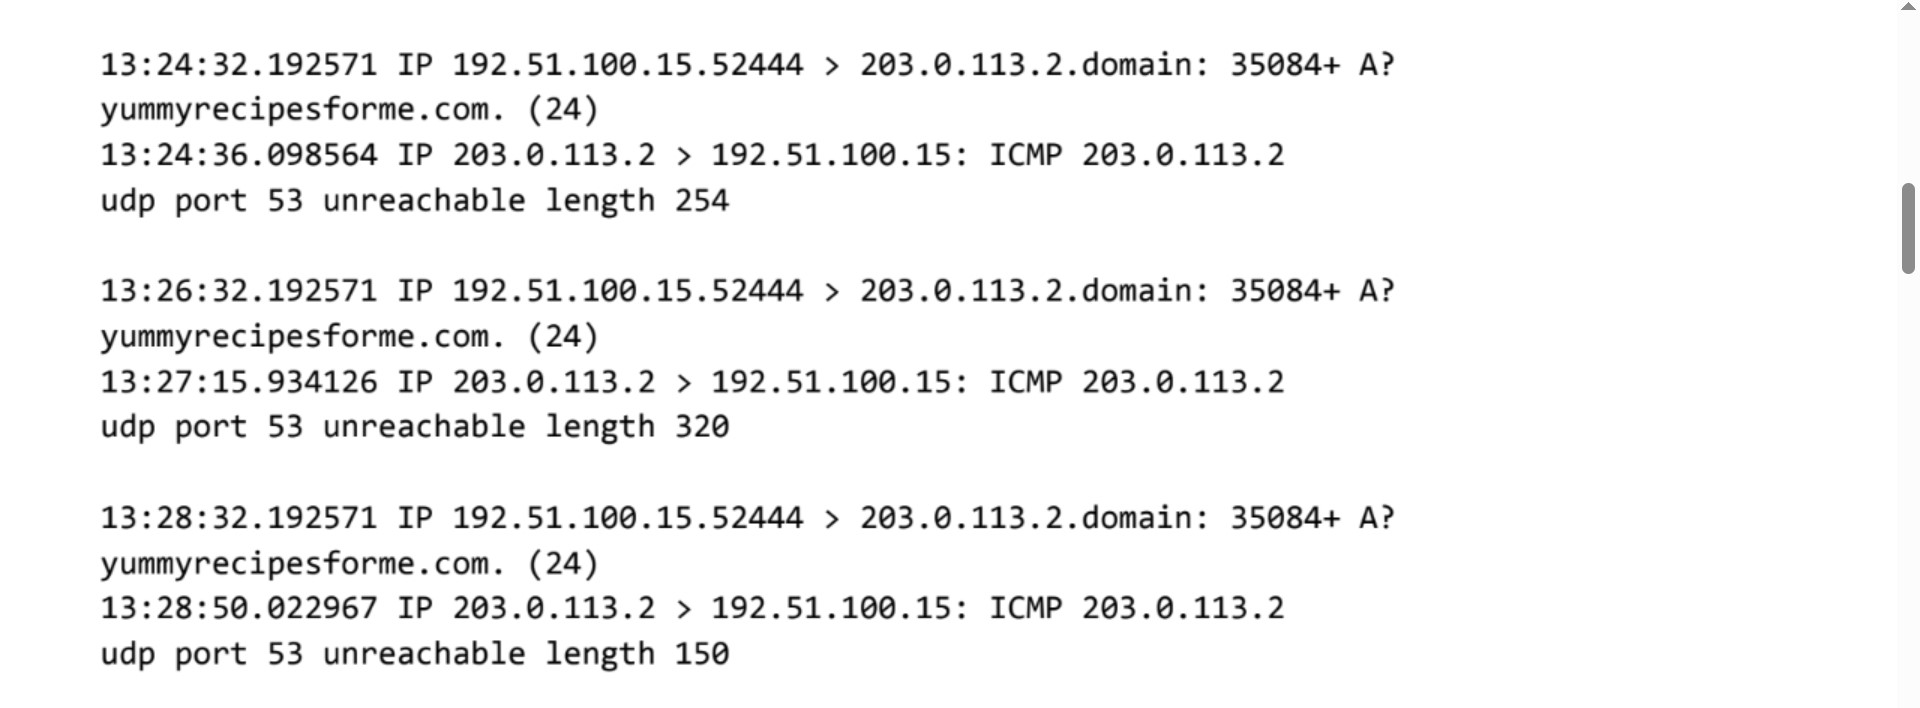 13:24:32.192571 IP 192.51.100.15.52444 > 203.0.113.2.domain: 35084+ A?
yummyrecipesforme.com. (24)
13:24:36.098564 IP 203.0.113.2 > 192.51.100.15: ICMP 203.0.113.2
udp port 53 unreachable length 254
13:26:32.192571 IP 192.51.100.15.52444 > 203.0.113.2.domain: 35084+ A?
yummyrecipesforme.com. (24)
13:27:15.934126 IP 203.0.113.2 > 192.51.100.15: ICMP 203.0.113.2
udp port 53 unreachable length 320
13:28:32.192571 IP 192.51.100.15.52444 > 203.0.113.2.domain: 35084+ A?
yummyrecipesforme.com. (24)
13:28:50.022967 IP 203.0.113.2 > 192.51.100.15: ICMP 203.0.113.2
udp port 53 unreachable length 150